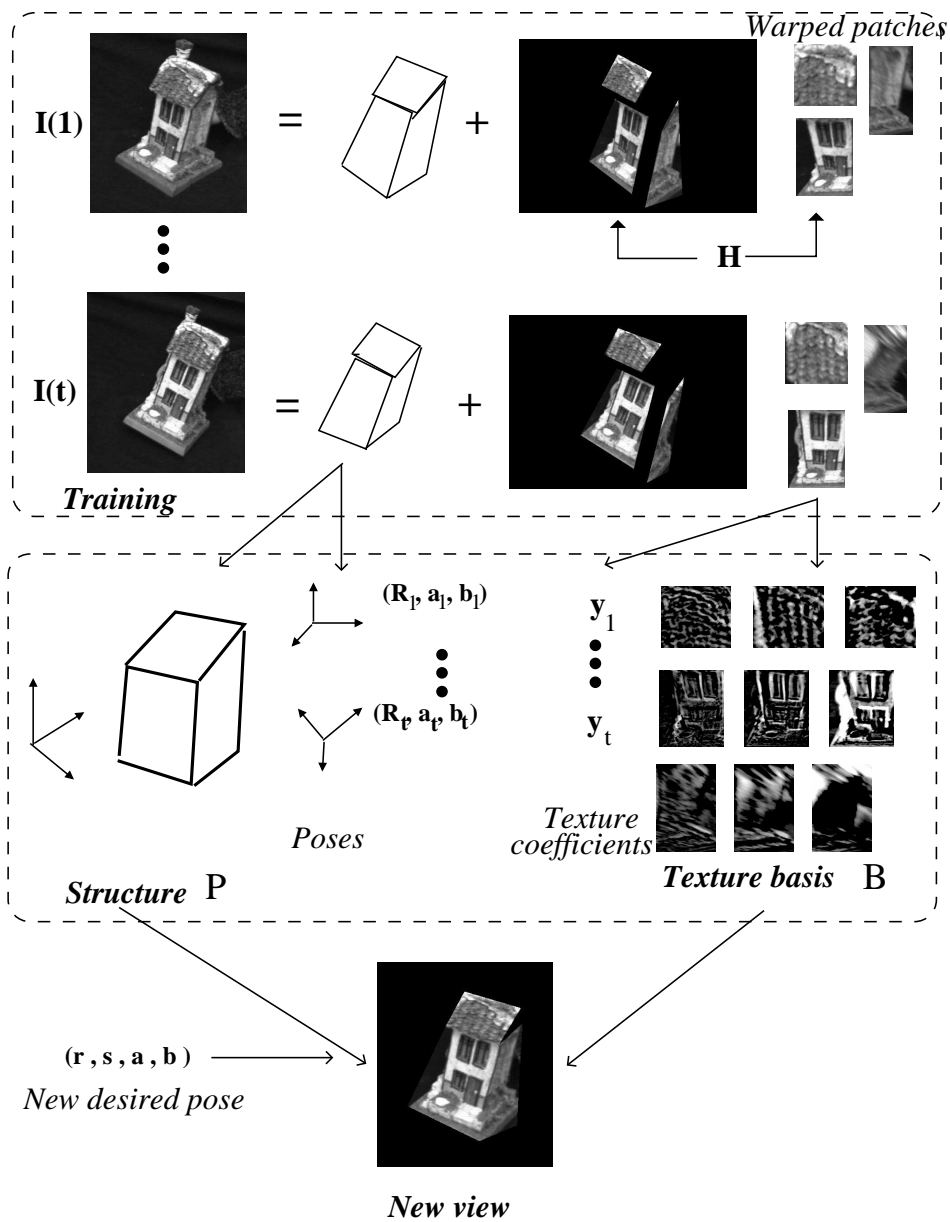 Warped patches
I(1)
=
+
H
I(t)
=
+
Training
(R1, a1, b1)
y1
(Rt, at, bt)
yt
Poses
Texture
coefficients
Structure P
Texture basis B
(r , s , a , b )
New desired pose
New view